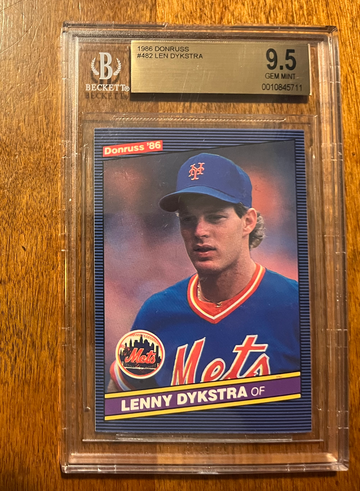 1986 DONRUSS
#482 LEN DYKSTRA
B
BECKETT
9.5
GEM MINT
0010845711
Donruss '86
NY
Mets
Mets
LENNY DYKSTRA OF